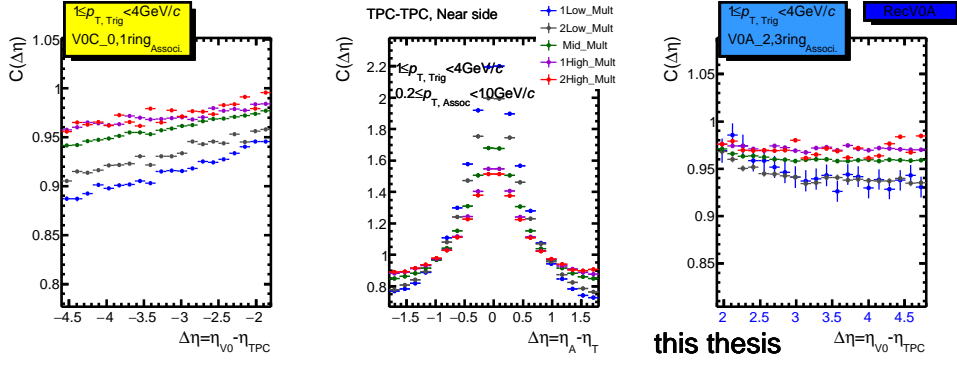 1≤p_T, Trig <4GeV/c
V0C_0,1ring_Associ.
C(Δη)
1.05
1
0.95
0.9
0.85
0.8
−4.5 −4 −3.5 −3 −2.5 −2
Δη=η_V0-η_TPC
TPC-TPC, Near side
1≤p_T, Trig <4GeV/c
0.2≤p_T, Assoc <10GeV/c
1Low_Mult
2Low_Mult
Mid_Mult
1High_Mult
2High_Mult
C(Δη)
2.2
2
1.8
1.6
1.4
1.2
1
0.8
−1.5 −1 −0.5 0 0.5 1 1.5
Δη=η_A-η_T
1≤p_T, Trig <4GeV/c
V0A_2,3ring_Associ.
RecV0A
C(Δη)
1.05
1
0.95
0.9
0.85
2 2.5 3 3.5 4 4.5
Δη=η_V0-η_TPC
this thesis